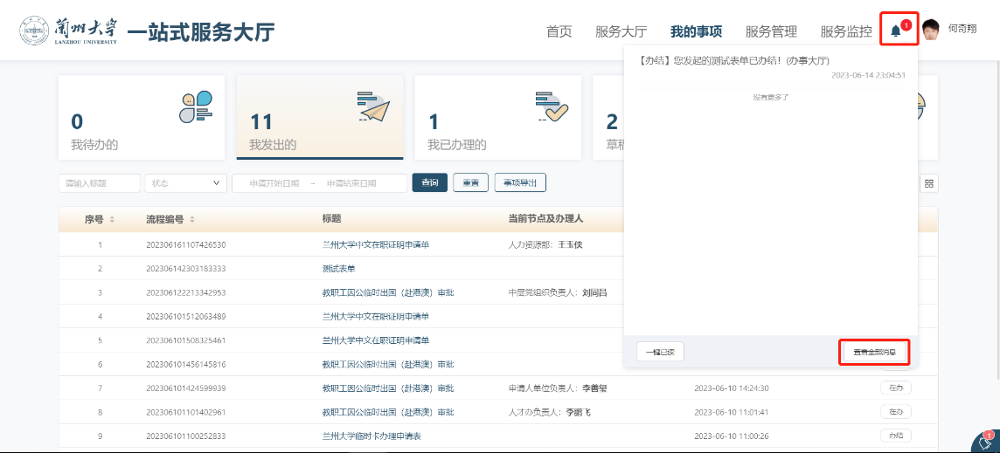 兰州大学
LANZHOU UNIVERSITY
一站式服务大厅
首页 服务大厅 我的事项 服务管理 服务监控 1 何奇翔
【办结】您发起的测试表单已办结！(办事大厅)
2023-06-14 23:04:51
没有更多了
0
我待办的
11
我发出的
1
我已办理的
2
请输入标题 状态 申请开始日期 ~ 申请结束日期 查询 重置 事项导出
序号 流程编号 标题 当前节点及办理人
1 202306161107426530 兰州大学中文在职证明申请单 人力资源部：王玉侠
2 202306142303183333 测试表单
3 202306122213342953 教职工因公临时出国（赴港澳）审批 中层党组织负责人：刘同昌
4 202306101512063489 兰州大学中文在职证明申请单
5 202306101508325461 兰州大学中文在职证明申请单
6 202306101456145816 教职工因公临时出国（赴港澳）审批
7 202306101424599939 教职工因公临时出国（赴港澳）审批 申请人单位负责人：李善玺 2023-06-10 14:24:30 在办
8 202306101101402961 教职工因公临时出国（赴港澳）审批 人才办负责人：李鹏飞 2023-06-10 11:01:41 在办
9 202306101100252833 兰州大学临时卡办理申请表 2023-06-10 11:00:26 办结
一键已读 查看全部消息
1